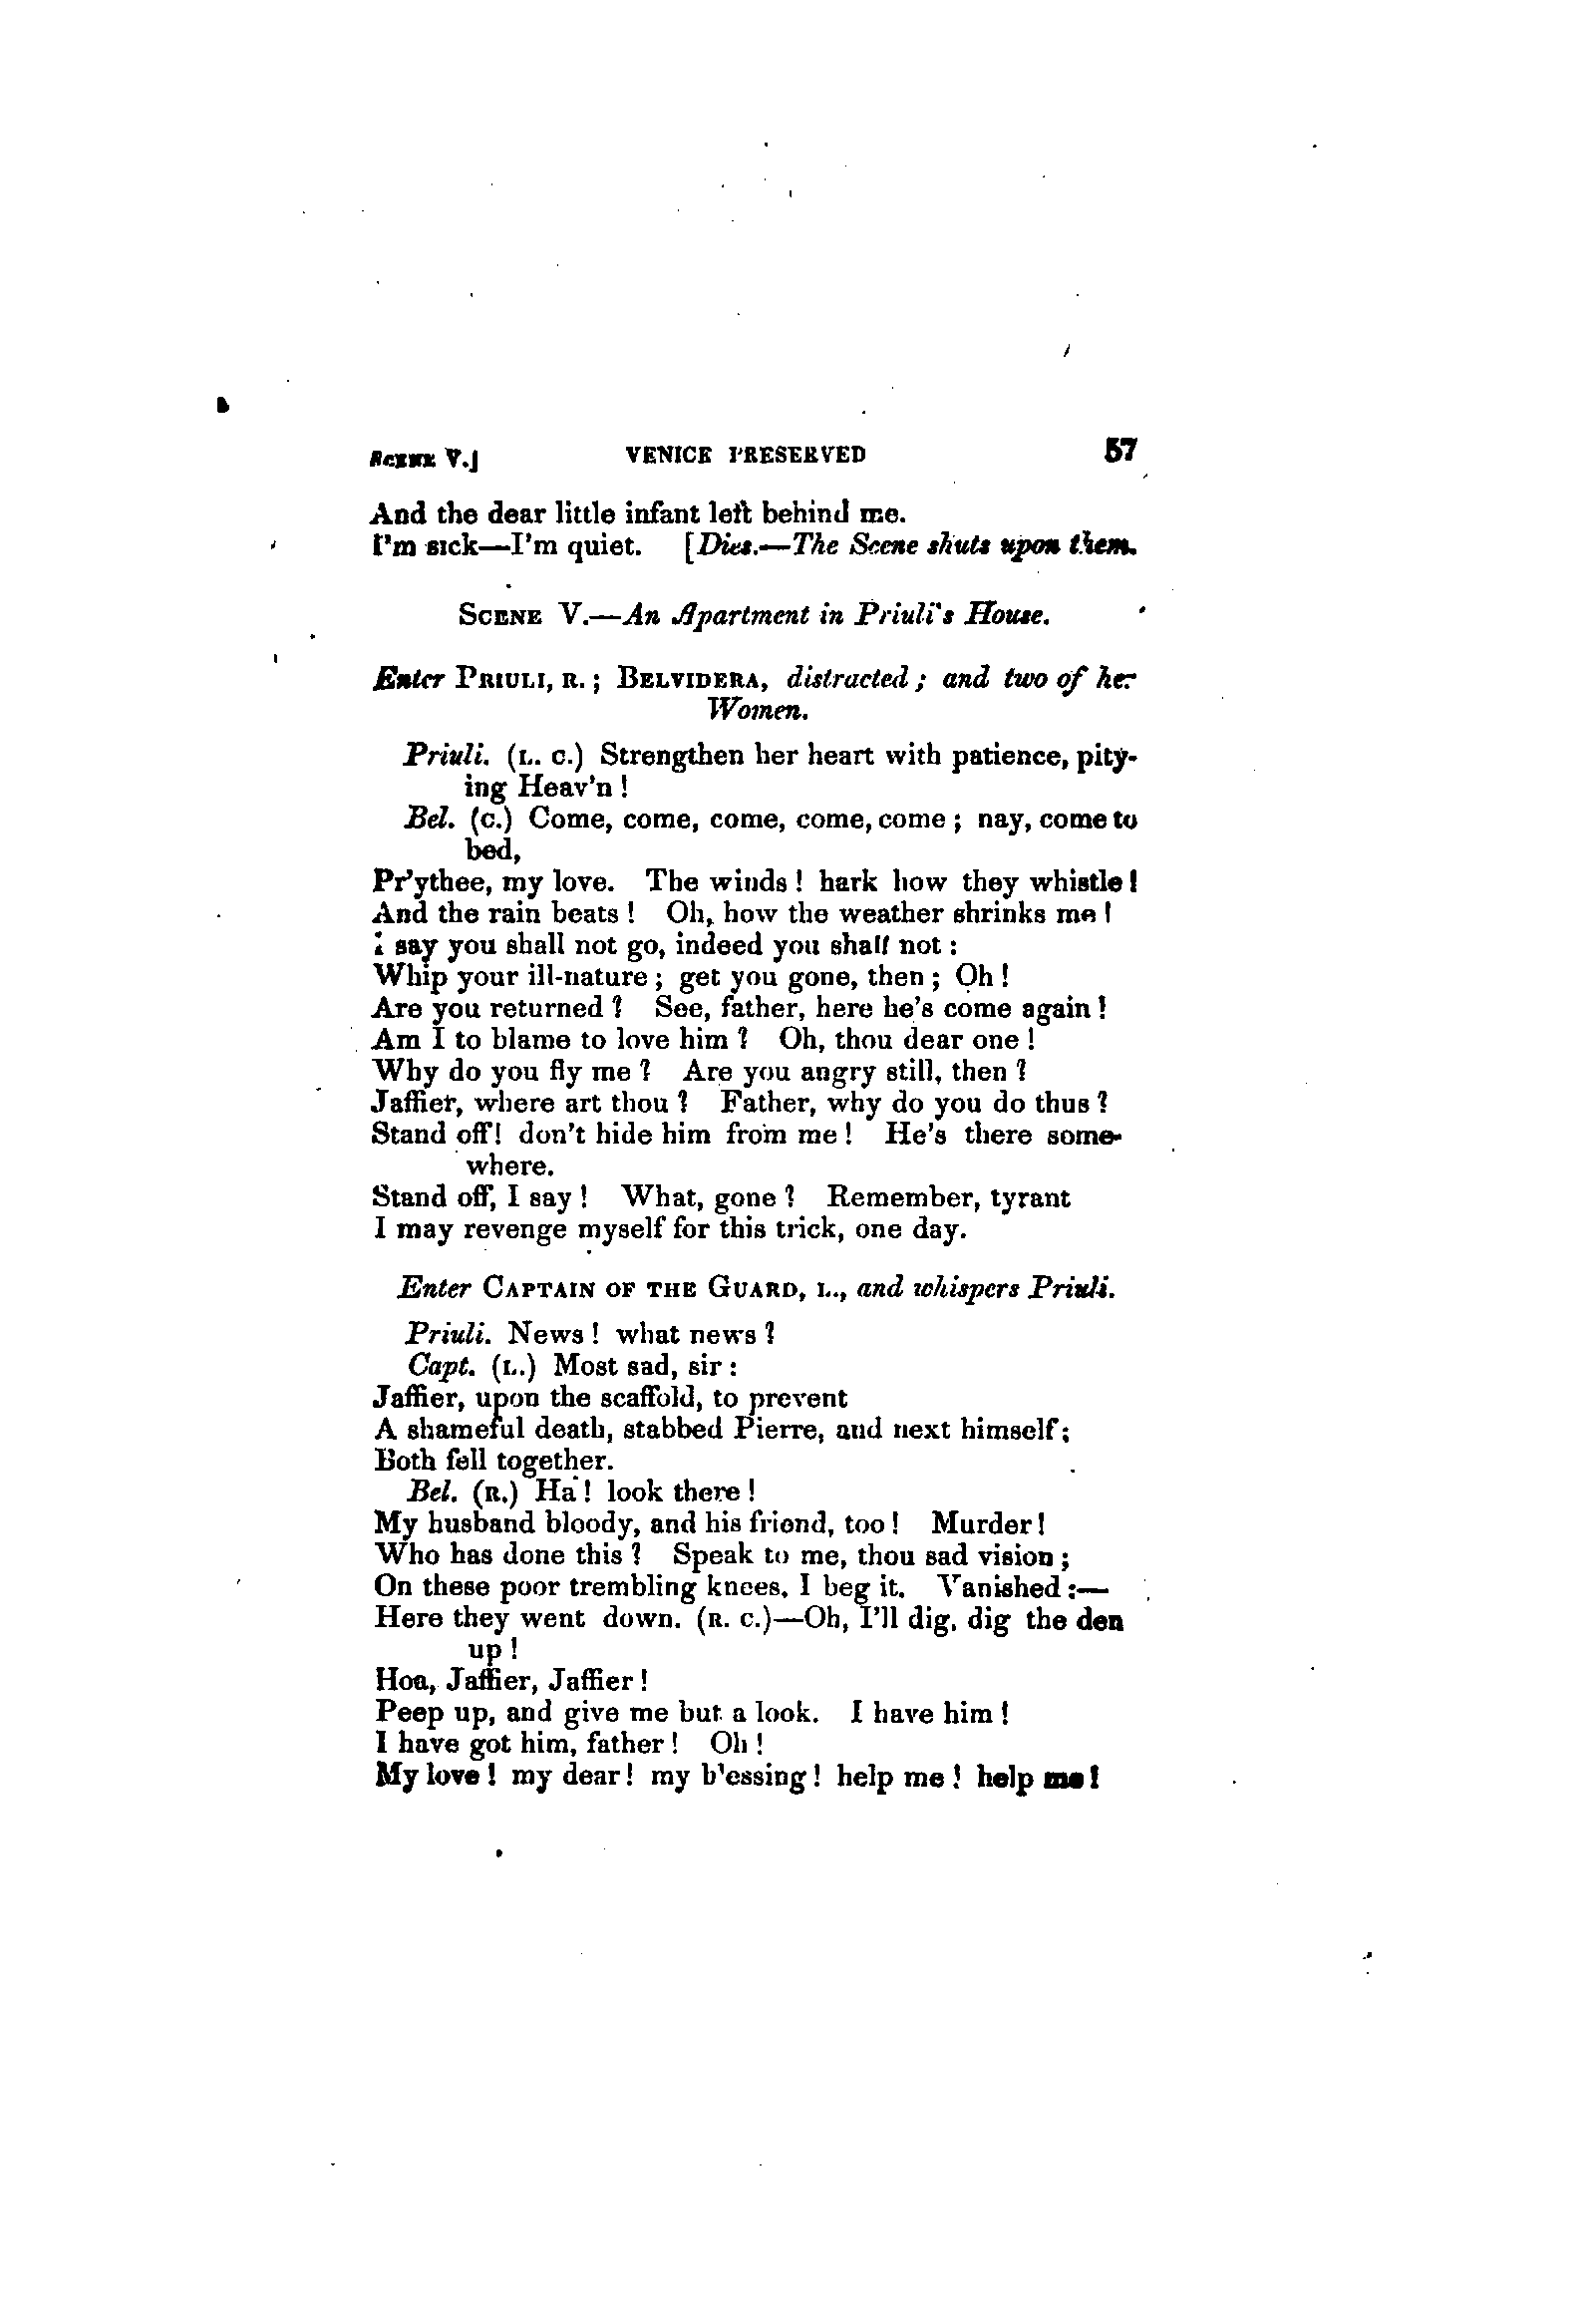 SCENE V.] VENICE PRESERVED 57
And the dear little infant left behind me.
I'm sick—I'm quiet. [Dies.—The Scene shuts upon them.
SCENE V.—An Apartment in Priuli's House.
Enter PRIULI, R.; BELVIDERA, distracted; and two of her
Women.
Priuli. (L. C.) Strengthen her heart with patience, pity-
ing Heav'n!
Bel. (C.) Come, come, come, come, come; nay, come to
bed,
Pr'ythee, my love. The winds! hark how they whistle!
And the rain beats! Oh, how the weather shrinks me!
I say you shall not go, indeed you shall not:
Whip your ill-nature; get you gone, then; Oh!
Are you returned? See, father, here he's come again!
Am I to blame to love him? Oh, thou dear one!
Why do you fly me? Are you angry still, then?
Jaffier, where art thou? Father, why do you do thus?
Stand off! don't hide him from me! He's there some-
where.
Stand off, I say! What, gone? Remember, tyrant
I may revenge myself for this trick, one day.
Enter CAPTAIN OF THE GUARD, L., and whispers Priuli.
Priuli. News! what news?
Capt. (L.) Most sad, sir:
Jaffier, upon the scaffold, to prevent
A shameful death, stabbed Pierre, and next himself;
Both fell together.
Bel. (R.) Ha! look there!
My husband bloody, and his friend, too! Murder!
Who has done this? Speak to me, thou sad vision;
On these poor trembling knees, I beg it. Vanished:—
Here they went down. (R. C.)—Oh, I'll dig, dig the den
up!
Hoa, Jaffier, Jaffier!
Peep up, and give me but a look. I have him!
I have got him, father! Oh!
My love! my dear! my blessing! help me! help me!